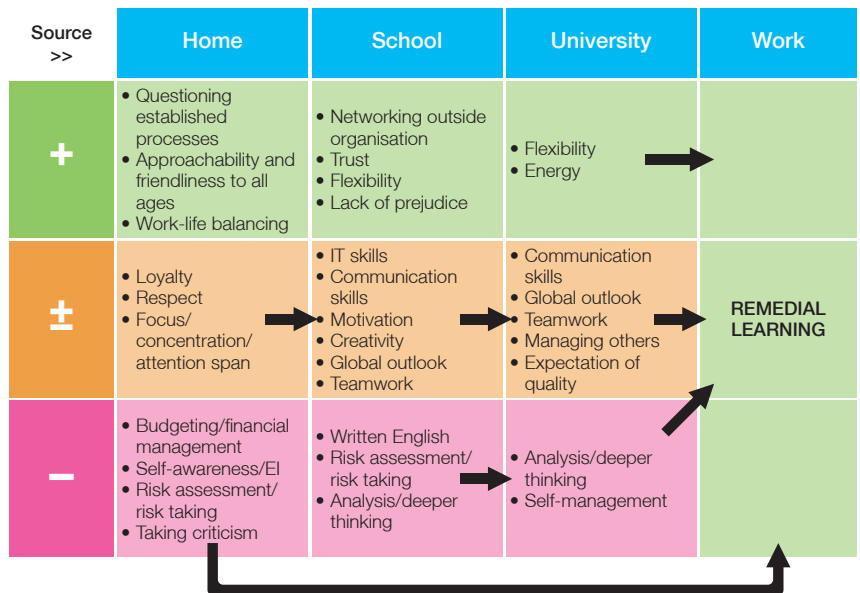 Source
>>
Home
School
University
Work
+
• Questioning
established
processes
• Approachability and
friendliness to all
ages
• Work-life balancing
• Networking outside
organisation
• Trust
• Flexibility
• Lack of prejudice
• Flexibility
• Energy
±
• Loyalty
• Respect
• Focus/
concentration/
attention span
• IT skills
• Communication
skills
• Motivation
• Creativity
• Global outlook
• Teamwork
• Communication
skills
• Global outlook
• Teamwork
• Managing others
• Expectation of
quality
REMEDIAL
LEARNING
–
• Budgeting/financial
management
• Self-awareness/EI
• Risk assessment/
risk taking
• Taking criticism
• Written English
• Risk assessment/
risk taking
• Analysis/deeper
thinking
• Analysis/deeper
thinking
• Self-management